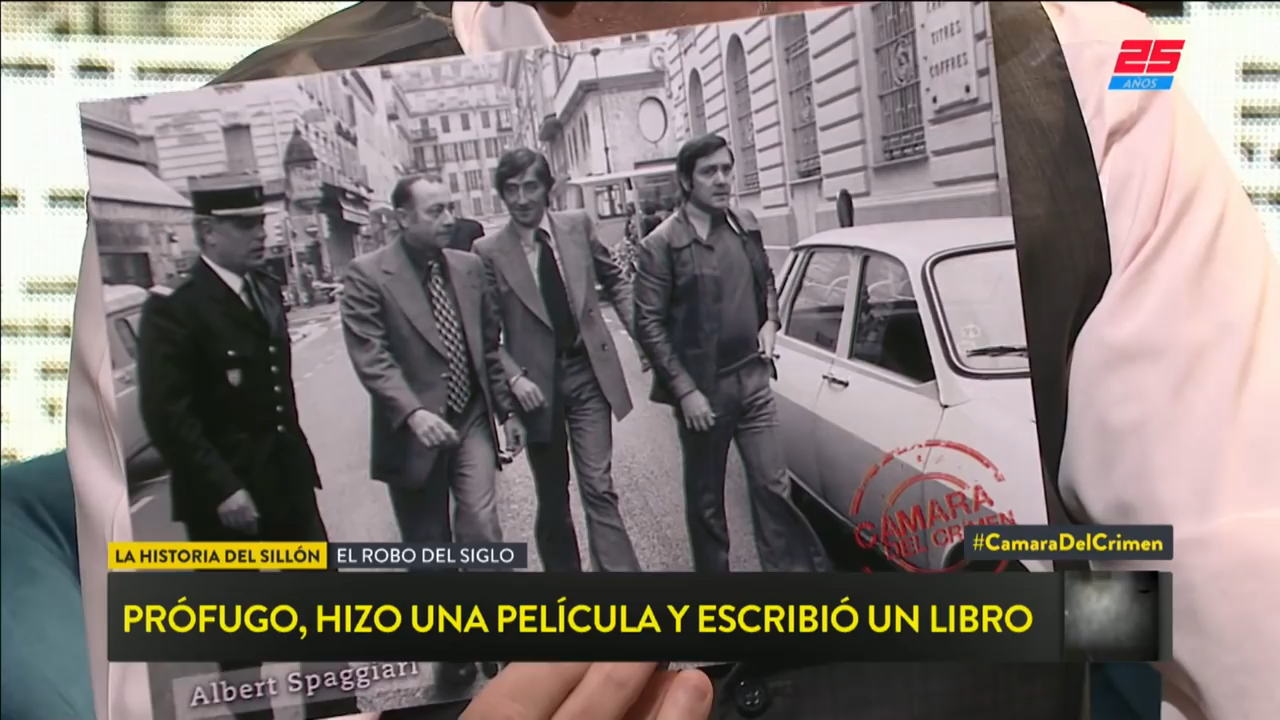 TITRES
COFFRES
25
AÑOS
CAMARA
DEL CRIMEN
#CamaraDelCrimen
LA HISTORIA DEL SILLÓN
EL ROBO DEL SIGLO
PRÓFUGO, HIZO UNA PELÍCULA Y ESCRIBIÓ UN LIBRO
Albert Spaggiari